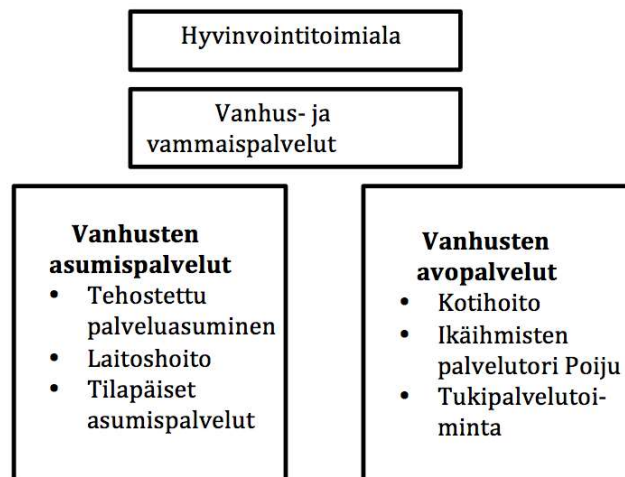 Hyvinvointitoimiala
Vanhus- ja
vammaispalvelut
Vanhusten
asumispalvelut
• Tehostettu
palveluasuminen
• Laitoshoito
• Tilapäiset
asumispalvelut
Vanhusten
avopalvelut
• Kotihoito
• Ikäihmisten
palvelutori Poiju
• Tukipalvelutoi-
minta